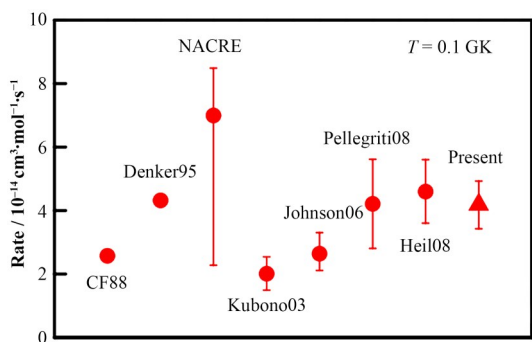 10
8
6
4
2
0
Rate / 10⁻¹⁴ cm³·mol⁻¹·s⁻¹
T = 0.1 GK
NACRE
Denker95
CF88
Kubono03
Johnson06
Pellegriti08
Heil08
Present